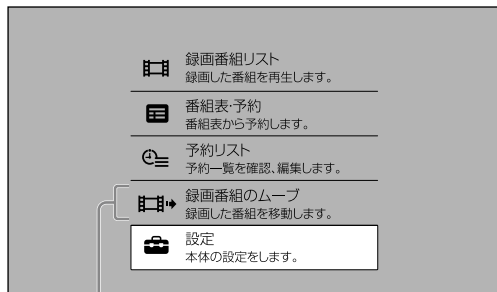 録画番組リスト
録画した番組を再生します。
番組表・予約
番組表から予約します。
予約リスト
予約一覧を確認、編集します。
録画番組のムーブ
録画した番組を移動します。
設定
本体の設定をします。